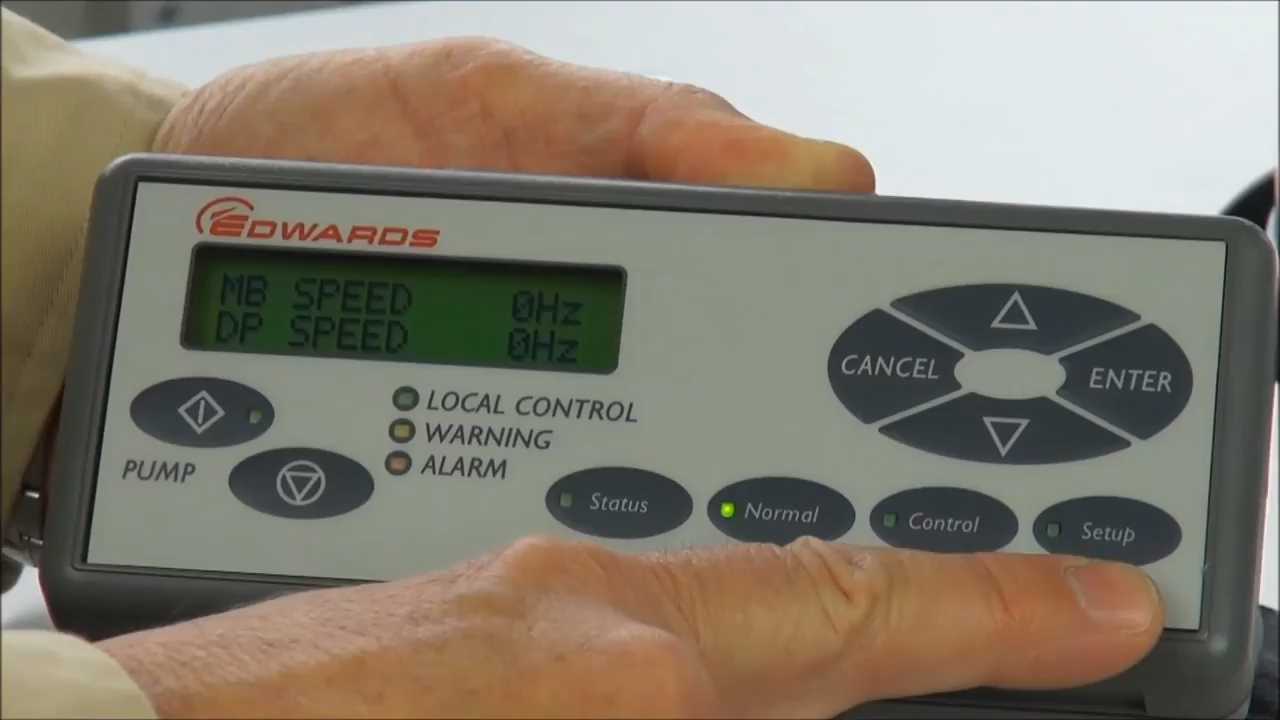 EDWARDS
MB SPEED 0Hz
DP SPEED 0Hz
LOCAL CONTROL
WARNING
ALARM
PUMP
CANCEL
ENTER
Status
Normal
Control
Setup